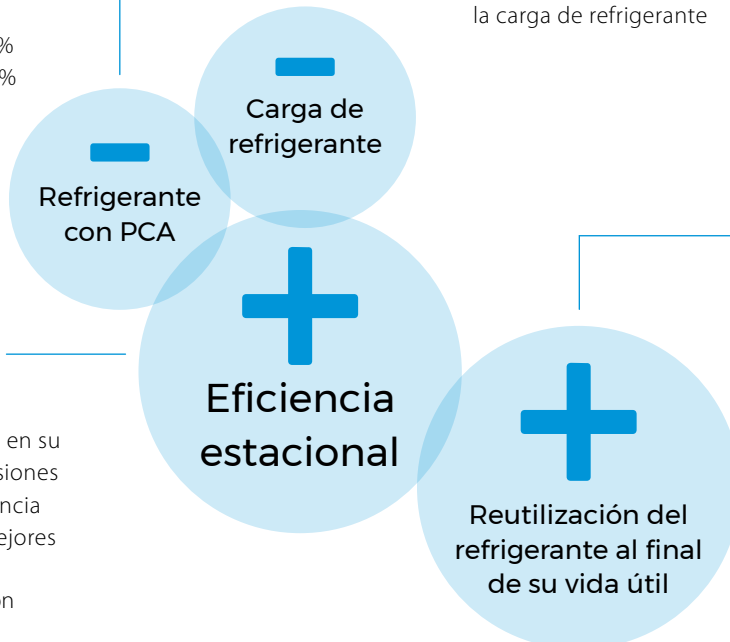 la carga de refrigerante
%
%
Carga de
refrigerante
Refrigerante
con PCA
Eficiencia
estacional
en su
Reutilización del
refrigerante al final
de su vida útil